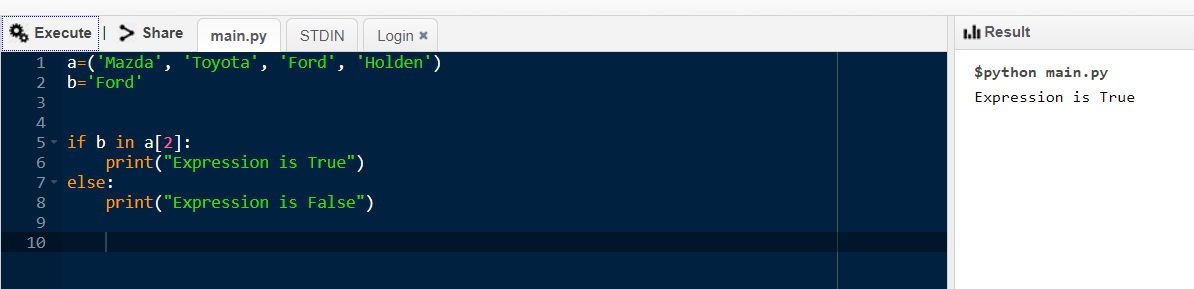 Execute | Share main.py STDIN Login ×
Result
1 a=('Mazda', 'Toyota', 'Ford', 'Holden')
2 b='Ford'
3
4
5 if b in a[2]:
6 print("Expression is True")
7 else:
8 print("Expression is False")
9
10
$python main.py
Expression is True